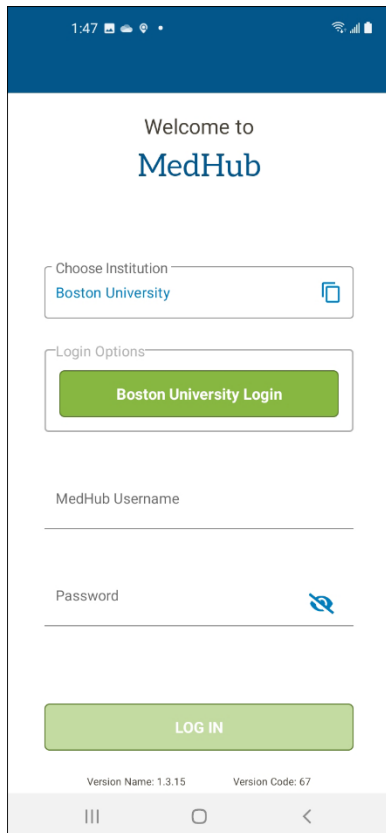 1:47
Welcome to
MedHub
Choose Institution
Boston University
Login Options
Boston University Login
MedHub Username
Password
LOG IN
Version Name: 1.3.15 Version Code: 67